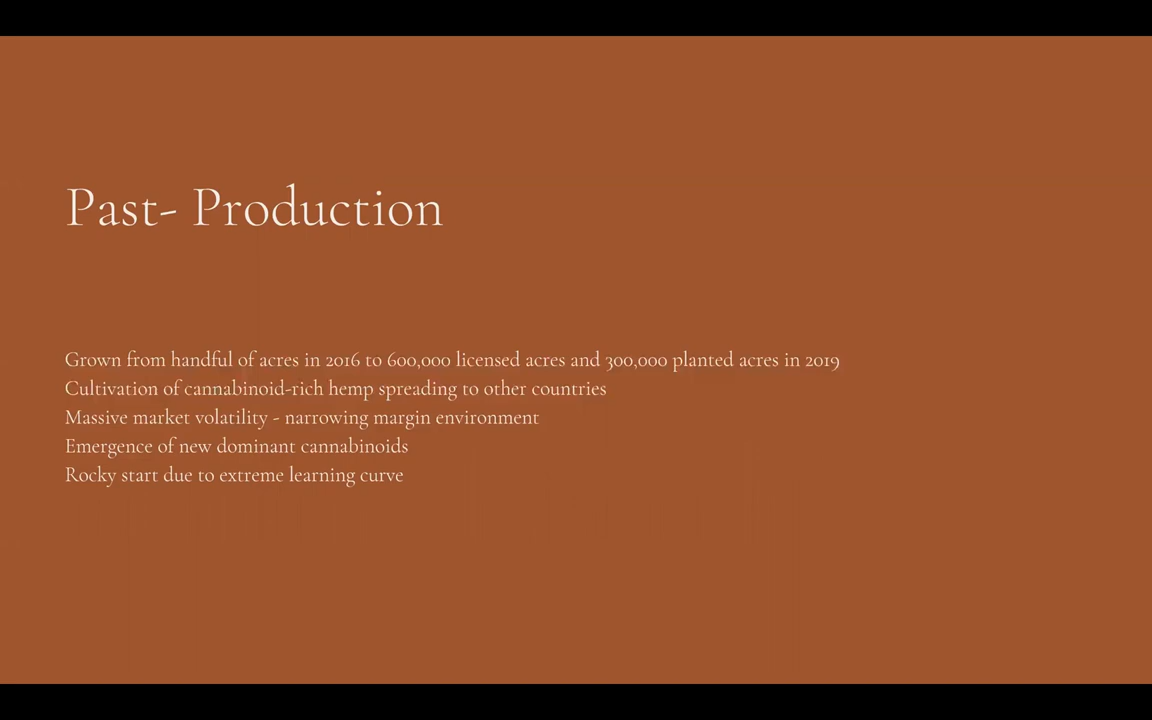 Past- Production
Grown from handful of acres in 2016 to 600,000 licensed acres and 300,000 planted acres in 2019
Cultivation of cannabinoid-rich hemp spreading to other countries
Massive market volatility - narrowing margin environment
Emergence of new dominant cannabinoids
Rocky start due to extreme learning curve